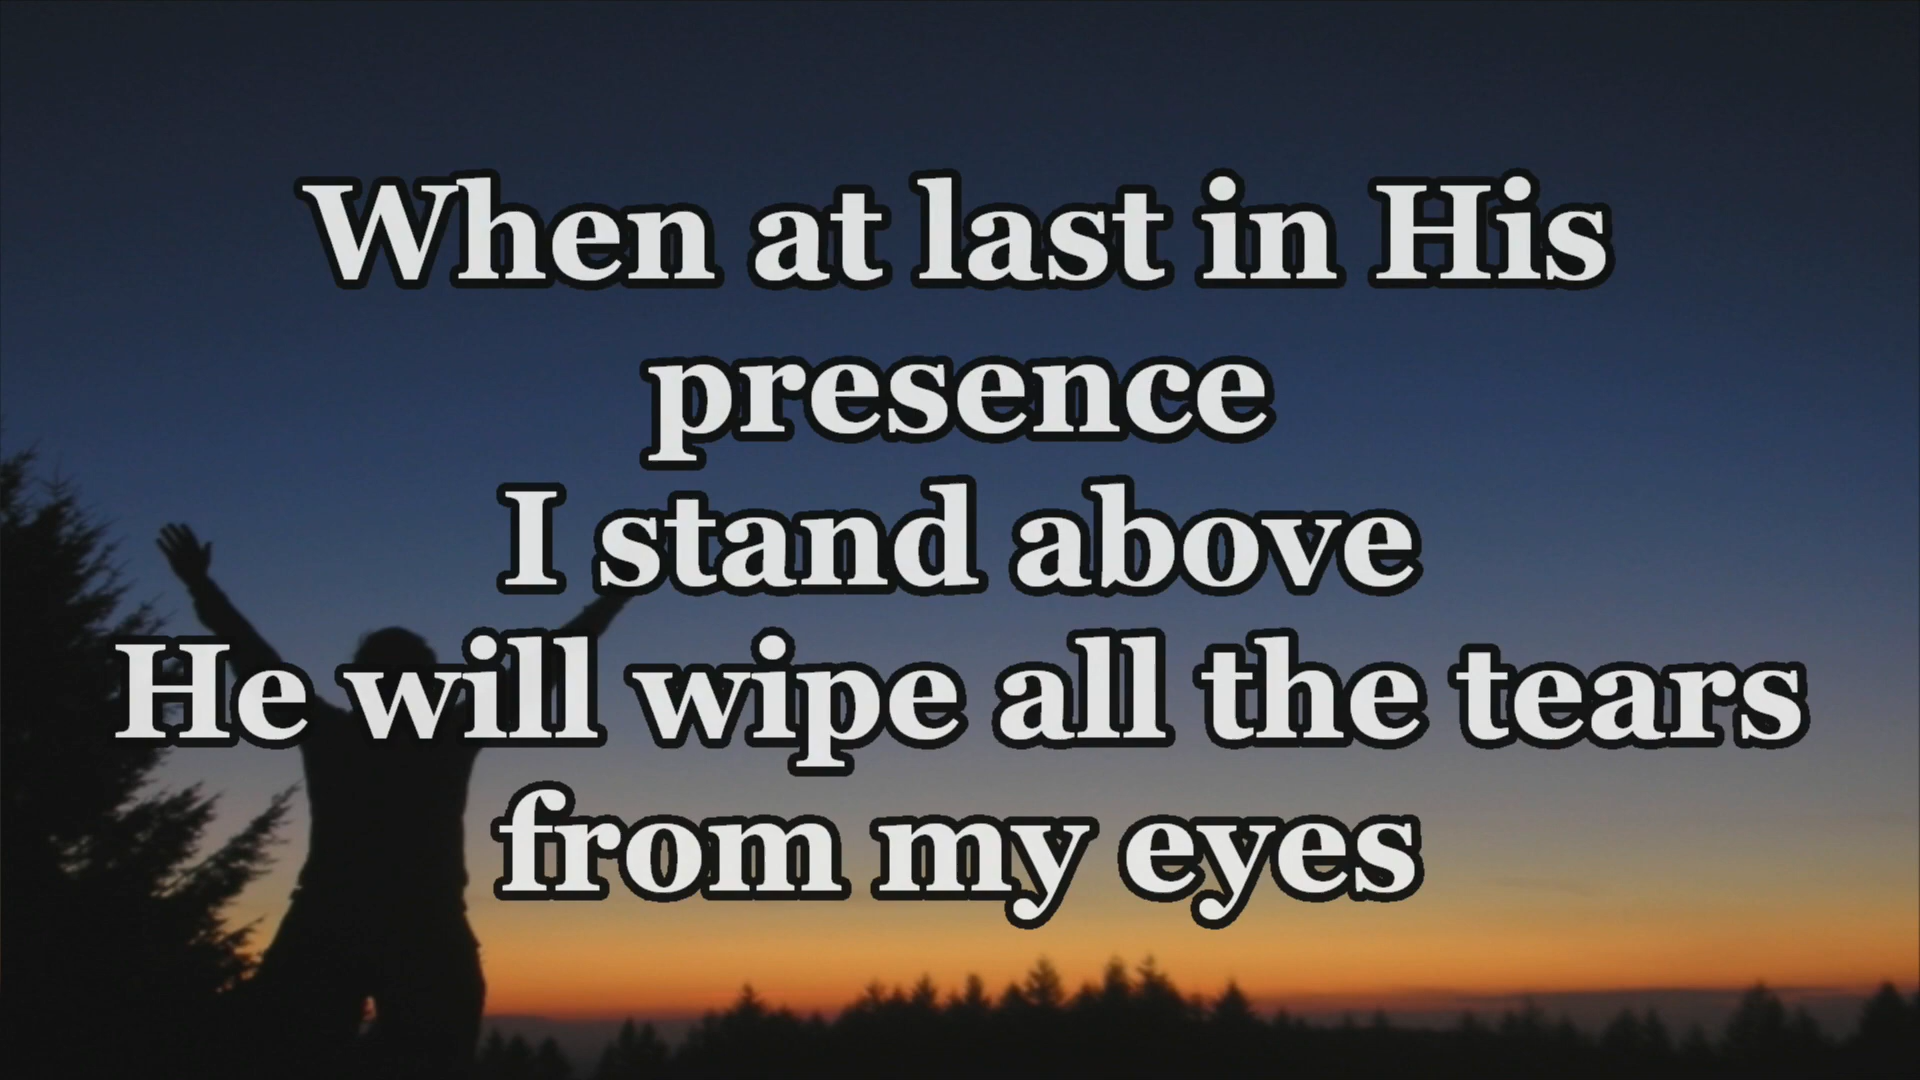 When at last in His
presence
I stand above
He will wipe all the tears
from my eyes